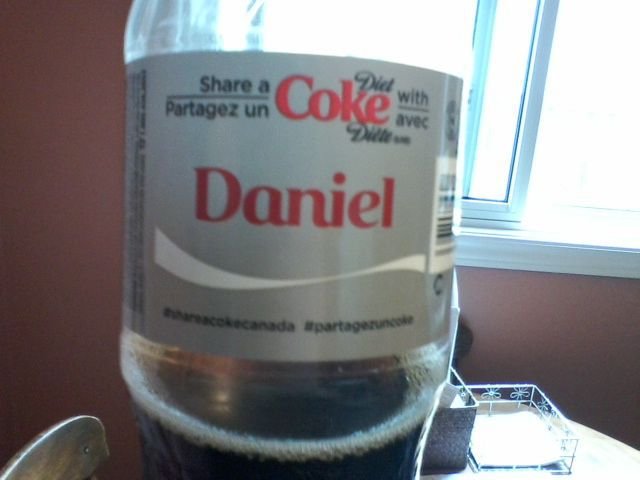 Share a Diet Coke with
Partagez un Diète avec
Daniel
#shareacokecanada #partagezuncoke